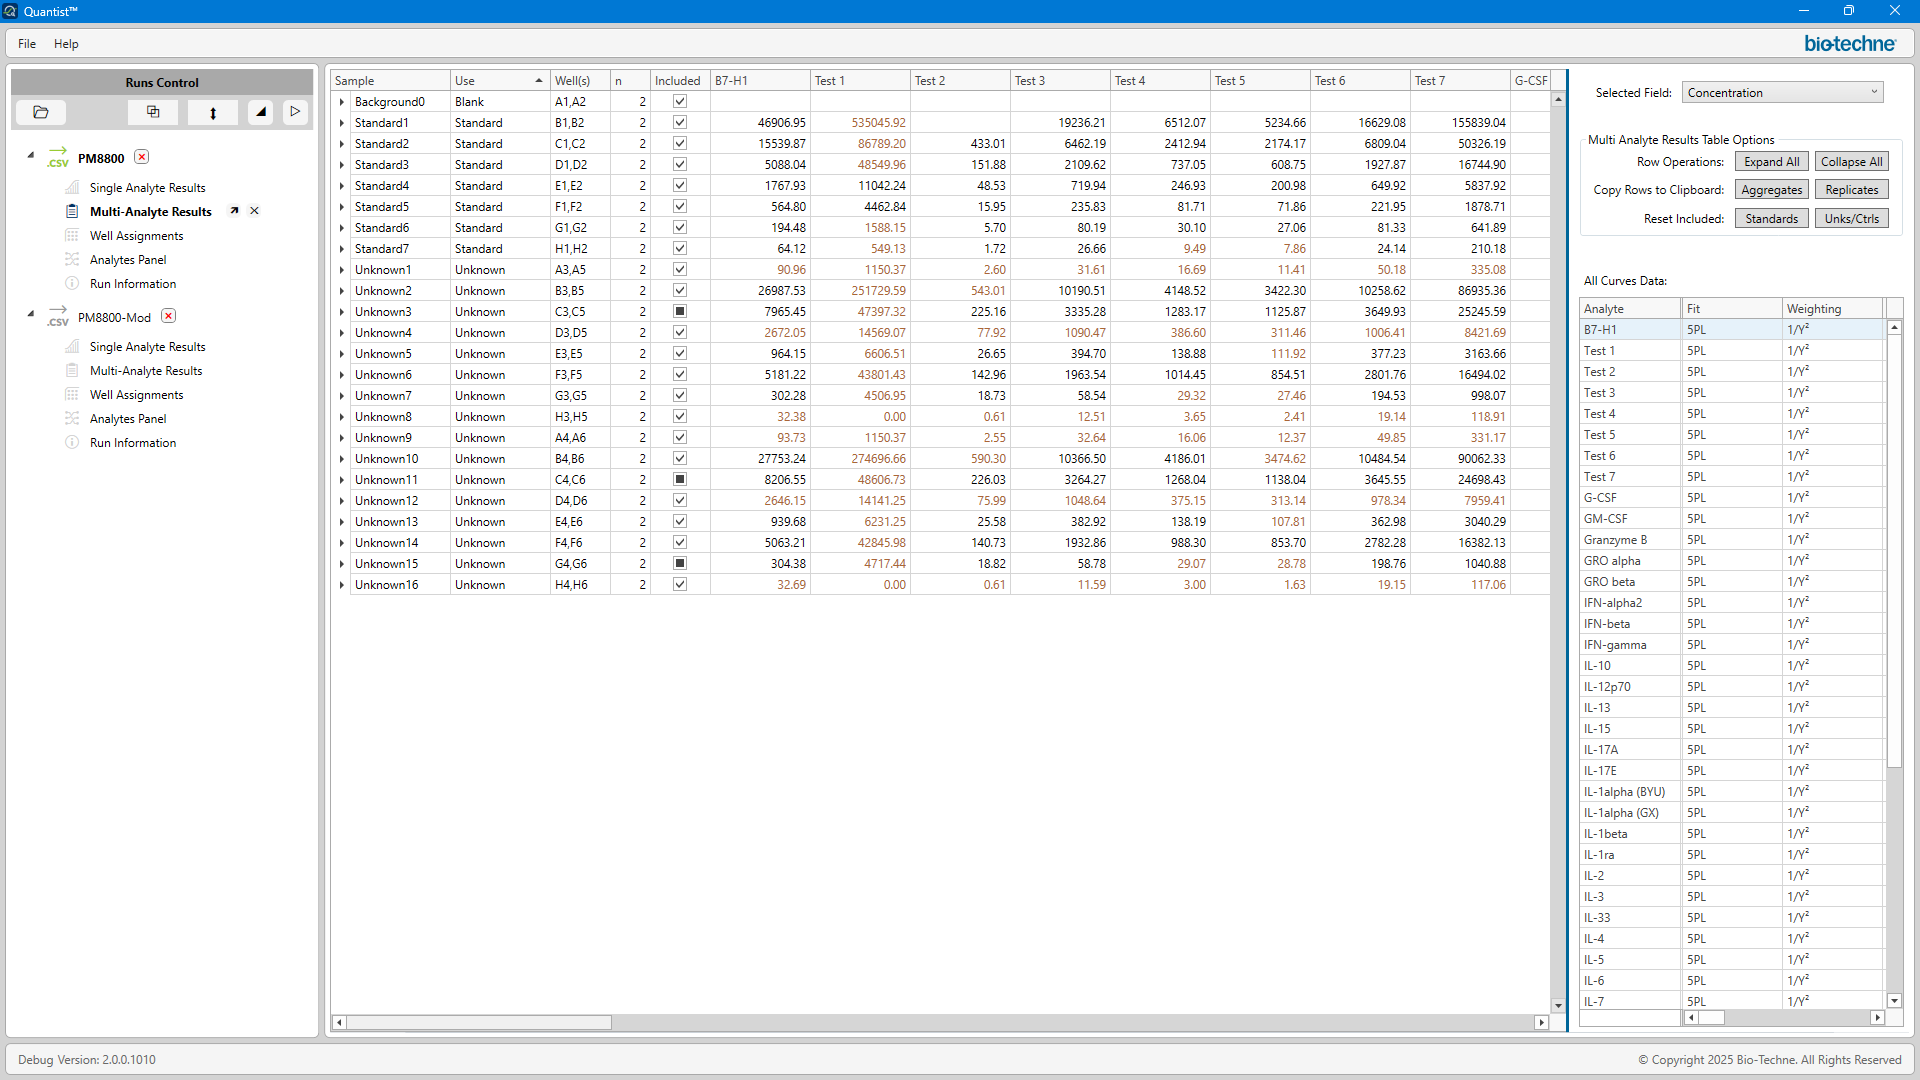 Quantist™
File Help
bio-techne
Runs Control
PM8800
Single Analyte Results
Multi-Analyte Results
Well Assignments
Analytes Panel
Run Information
PM8800-Mod
Single Analyte Results
Multi-Analyte Results
Well Assignments
Analytes Panel
Run Information
Sample Use Well(s) n Included B7-H1 Test 1 Test 2 Test 3 Test 4 Test 5 Test 6 Test 7 G-CSF
Background0 Blank A1,A2 2
Standard1 Standard B1,B2 2 46906.95 535045.92 19236.21 6512.07 5234.66 16629.08 155839.04
Standard2 Standard C1,C2 2 15539.87 86789.20 433.01 6462.19 2412.94 2174.17 6809.04 50326.19
Standard3 Standard D1,D2 2 5088.04 48549.96 151.88 2109.62 737.05 608.75 1927.87 16744.90
Standard4 Standard E1,E2 2 1767.93 11042.24 48.53 719.94 246.93 200.98 649.92 5837.92
Standard5 Standard F1,F2 2 564.80 4462.84 15.95 235.83 81.71 71.86 221.95 1878.71
Standard6 Standard G1,G2 2 194.48 1588.15 5.70 80.19 30.10 27.06 81.33 641.89
Standard7 Standard H1,H2 2 64.12 549.13 1.72 26.66 9.49 7.86 24.14 210.18
Unknown1 Unknown A3,A5 2 90.96 1150.37 2.60 31.61 16.69 11.41 50.18 335.08
Unknown2 Unknown B3,B5 2 26987.53 251729.59 543.01 10190.51 4148.52 3422.30 10258.62 86935.36
Unknown3 Unknown C3,C5 2 7965.45 47397.32 225.16 3335.28 1283.17 1125.87 3649.93 25245.59
Unknown4 Unknown D3,D5 2 2672.05 14569.07 77.92 1090.47 386.60 311.46 1006.41 8421.69
Unknown5 Unknown E3,E5 2 964.15 6606.51 26.65 394.70 138.88 111.92 377.23 3163.66
Unknown6 Unknown F3,F5 2 5181.22 43801.43 142.96 1963.54 1014.45 854.51 2801.76 16494.02
Unknown7 Unknown G3,G5 2 302.28 4506.95 18.73 58.54 29.32 27.46 194.53 998.07
Unknown8 Unknown H3,H5 2 32.38 0.00 0.61 12.51 3.65 2.41 19.14 118.91
Unknown9 Unknown A4,A6 2 93.73 1150.37 2.55 32.64 16.06 12.37 49.85 331.17
Unknown10 Unknown B4,B6 2 27753.24 274696.66 590.30 10366.50 4186.01 3474.62 10484.54 90062.33
Unknown11 Unknown C4,C6 2 8206.55 48606.73 226.03 3264.27 1268.04 1138.04 3645.55 24698.43
Unknown12 Unknown D4,D6 2 2646.15 14141.25 75.99 1048.64 375.15 313.14 978.34 7959.41
Unknown13 Unknown E4,E6 2 939.68 6231.25 25.58 382.92 138.19 107.81 362.98 3040.29
Unknown14 Unknown F4,F6 2 5063.21 42845.98 140.73 1932.86 988.30 853.70 2782.28 16382.13
Unknown15 Unknown G4,G6 2 304.38 4717.44 18.82 58.78 29.07 28.78 198.76 1040.88
Unknown16 Unknown H4,H6 2 32.69 0.00 0.61 11.59 3.00 1.63 19.15 117.06
Selected Field: Concentration
Multi Analyte Results Table Options
Row Operations: Expand All Collapse All
Copy Rows to Clipboard: Aggregates Replicates
Reset Included: Standards Unks/Ctrls
All Curves Data:
Analyte Fit Weighting
B7-H1 5PL 1/Y²
Test 1 5PL 1/Y²
Test 2 5PL 1/Y²
Test 3 5PL 1/Y²
Test 4 5PL 1/Y²
Test 5 5PL 1/Y²
Test 6 5PL 1/Y²
Test 7 5PL 1/Y²
G-CSF 5PL 1/Y²
GM-CSF 5PL 1/Y²
Granzyme B 5PL 1/Y²
GRO alpha 5PL 1/Y²
GRO beta 5PL 1/Y²
IFN-alpha2 5PL 1/Y²
IFN-beta 5PL 1/Y²
IFN-gamma 5PL 1/Y²
IL-10 5PL 1/Y²
IL-12p70 5PL 1/Y²
IL-13 5PL 1/Y²
IL-15 5PL 1/Y²
IL-17A 5PL 1/Y²
IL-17E 5PL 1/Y²
IL-1alpha (BYU) 5PL 1/Y²
IL-1alpha (GX) 5PL 1/Y²
IL-1beta 5PL 1/Y²
IL-1ra 5PL 1/Y²
IL-2 5PL 1/Y²
IL-3 5PL 1/Y²
IL-33 5PL 1/Y²
IL-4 5PL 1/Y²
IL-5 5PL 1/Y²
IL-6 5PL 1/Y²
IL-7 5PL 1/Y²
Debug Version: 2.0.0.1010
© Copyright 2025 Bio-Techne. All Rights Reserved